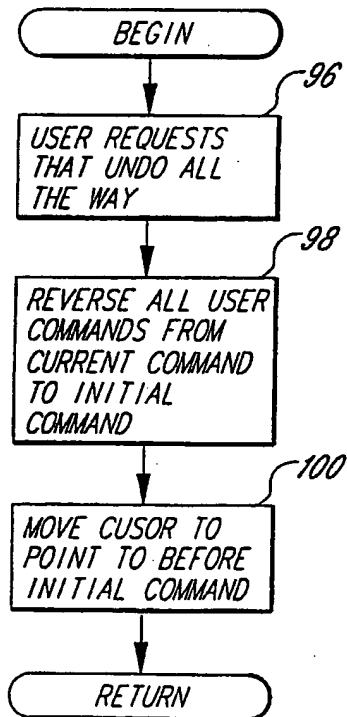 BEGIN
96
USER REQUESTS
THAT UNDO ALL
THE WAY
98
REVERSE ALL USER
COMMANDS FROM
CURRENT COMMAND
TO INITIAL
COMMAND
100
MOVE CUSOR TO
POINT TO BEFORE
INITIAL COMMAND
RETURN